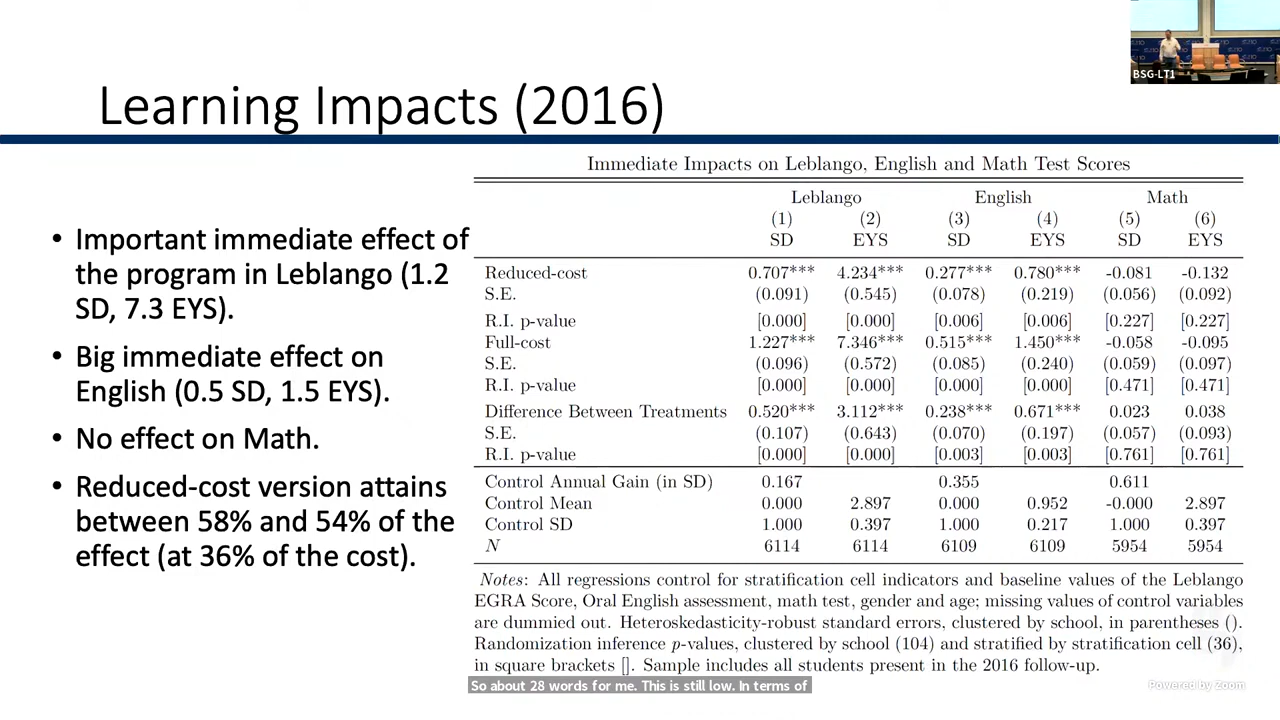 BSG-LT1
Learning Impacts (2016)
• Important immediate effect of
the program in Leblango (1.2
SD, 7.3 EYS).
• Big immediate effect on
English (0.5 SD, 1.5 EYS).
• No effect on Math.
• Reduced-cost version attains
between 58% and 54% of the
effect (at 36% of the cost).
Immediate Impacts on Leblango, English and Math Test Scores
Leblango English Math
(1) (2) (3) (4) (5) (6)
SD EYS SD EYS SD EYS
Reduced-cost 0.707*** 4.234*** 0.277*** 0.780*** -0.081 -0.132
S.E. (0.091) (0.545) (0.078) (0.219) (0.056) (0.092)
R.I. p-value [0.000] [0.000] [0.006] [0.006] [0.227] [0.227]
Full-cost 1.227*** 7.346*** 0.515*** 1.450*** -0.058 -0.095
S.E. (0.096) (0.572) (0.085) (0.240) (0.059) (0.097)
R.I. p-value [0.000] [0.000] [0.000] [0.000] [0.471] [0.471]
Difference Between Treatments 0.520*** 3.112*** 0.238*** 0.671*** 0.023 0.038
S.E. (0.107) (0.643) (0.070) (0.197) (0.057) (0.093)
R.I. p-value [0.000] [0.000] [0.003] [0.003] [0.761] [0.761]
Control Annual Gain (in SD) 0.167 0.355 0.611
Control Mean 0.000 2.897 0.000 0.952 -0.000 2.897
Control SD 1.000 0.397 1.000 0.217 1.000 0.397
N 6114 6114 6109 6109 5954 5954
Notes: All regressions control for stratification cell indicators and baseline values of the Leblango
EGRA Score, Oral English assessment, math test, gender and age; missing values of control variables
are dummied out. Heteroskedasticity-robust standard errors, clustered by school, in parentheses ().
Randomization inference p-values, clustered by school (104) and stratified by stratification cell (36),
in square brackets []. Sample includes all students present in the 2016 follow-up.
So about 28 words for me. This is still low. In terms of
Powered by Zoom